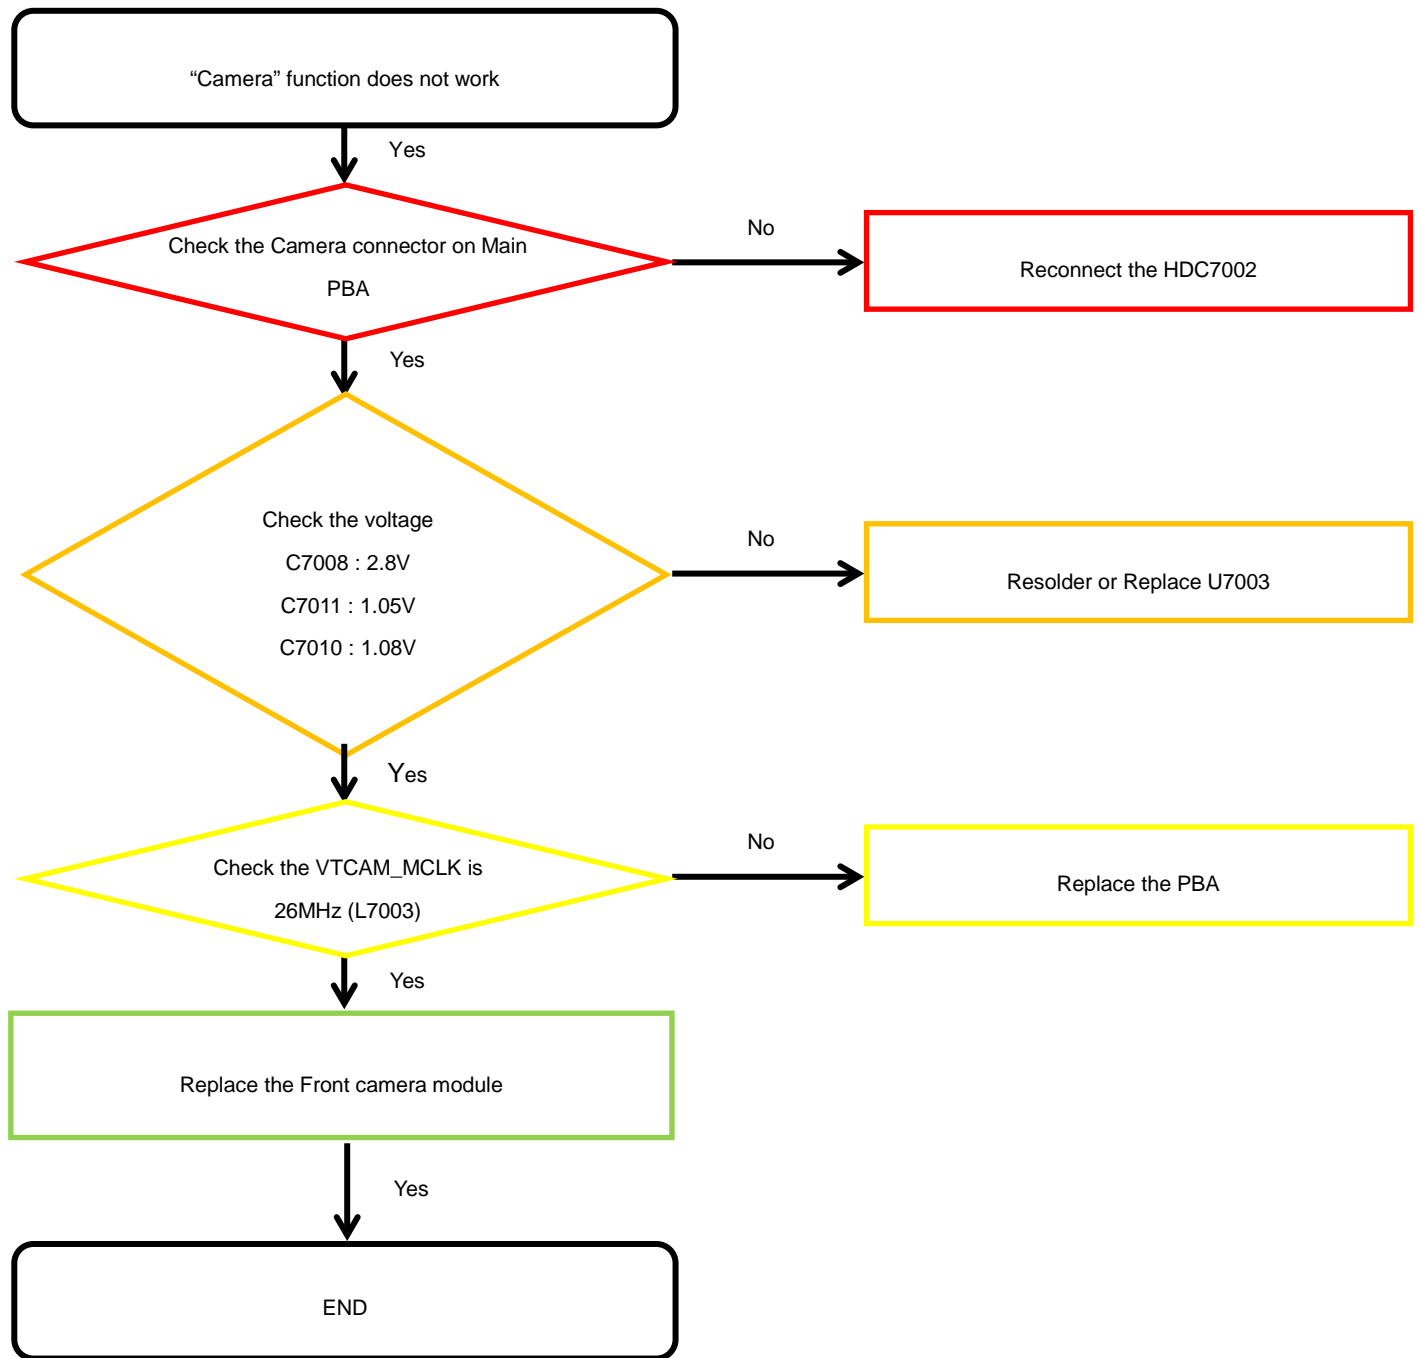 “Camera” function does not work
Yes
Check the Camera connector on Main
PBA
No
Reconnect the HDC7002
Yes
Check the voltage
C7008 : 2.8V
C7011 : 1.05V
C7010 : 1.08V
No
Resolder or Replace U7003
Yes
Check the VTCAM_MCLK is
26MHz (L7003)
No
Replace the PBA
Yes
Replace the Front camera module
Yes
END